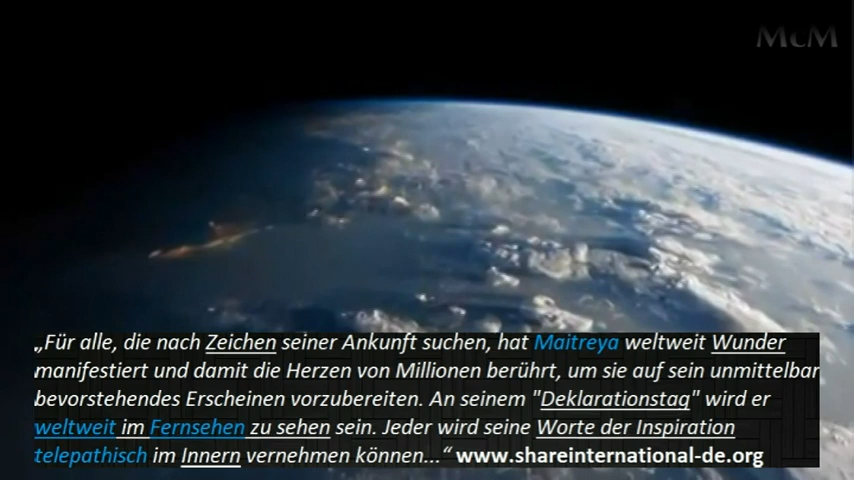 McM
„Für alle, die nach Zeichen seiner Ankunft suchen, hat Maitreya weltweit Wunder
manifestiert und damit die Herzen von Millionen berührt, um sie auf sein unmittelbar
bevorstehendes Erscheinen vorzubereiten. An seinem "Deklarationstag" wird er
weltweit im Fernsehen zu sehen sein. Jeder wird seine Worte der Inspiration
telepathisch im Innern vernehmen können...“ www.shareinternational-de.org